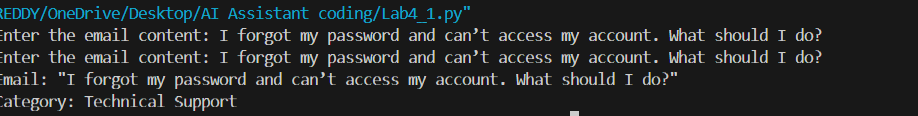 REDDY/OneDrive/Desktop/AI Assistant coding/Lab4_1.py"
Enter the email content: I forgot my password and can’t access my account. What should I do?
Enter the email content: I forgot my password and can’t access my account. What should I do?
Email: "I forgot my password and can’t access my account. What should I do?"
Category: Technical Support